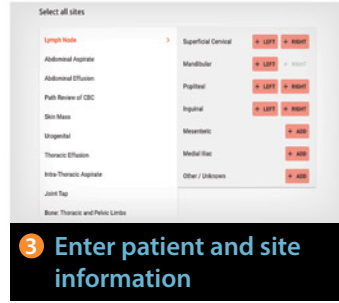 Select all sites
Lymph Node
Abdominal Aspirate
Abdominal Effusion
Path Review of CBC
Skin Mass
Urogenital
Thoracic Effusion
Intra-Thoracic Aspirate
Joint Tap
Bone: Thoracic and Pelvic Limbs
Superficial Cervical + LEFT + RIGHT
Mandibular + LEFT + RIGHT
Popliteal + LEFT + RIGHT
Inguinal + LEFT + RIGHT
Mesenteric + ADD
Medial Iliac + ADD
Other / Unknown + ADD
3 Enter patient and site
information